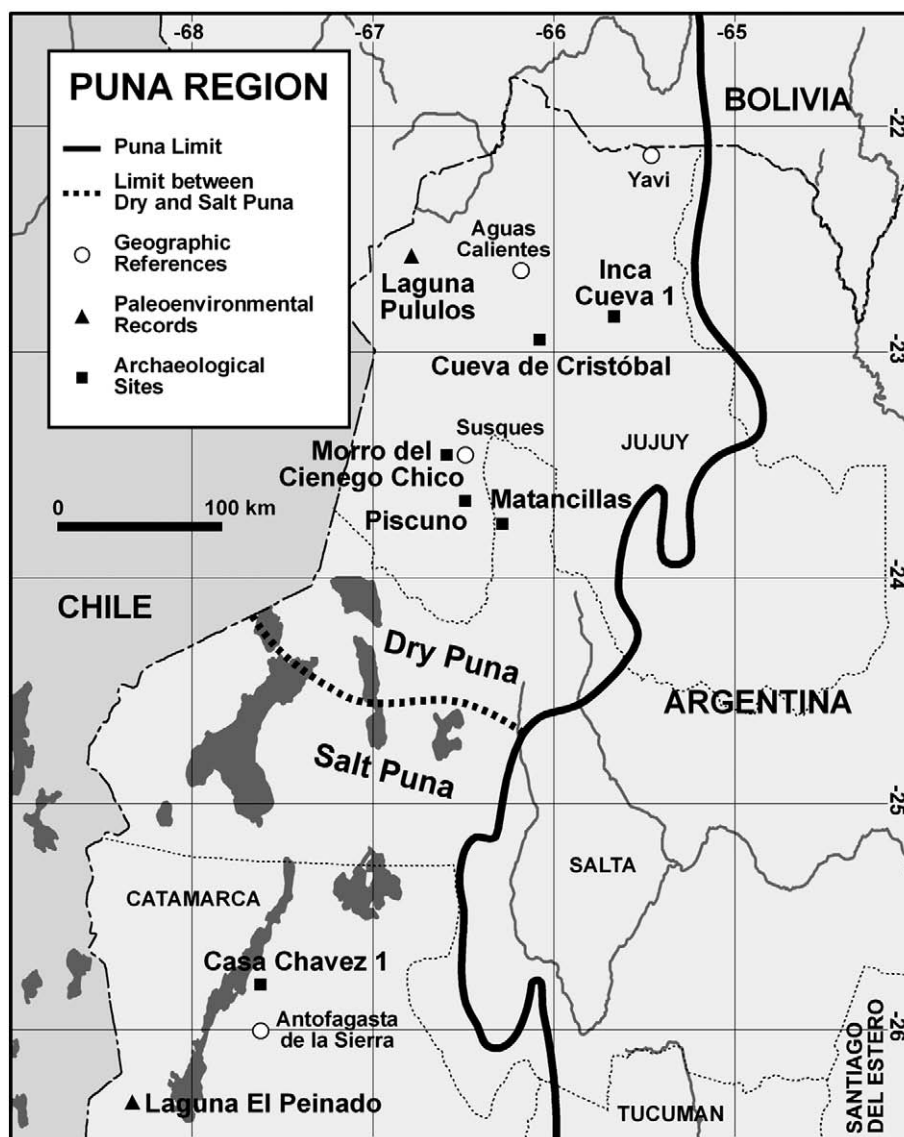 -68
-67
-66
-65
PUNA REGION
Puna Limit
Limit between
Dry and Salt Puna
Geographic
References
Paleoenvironmental
Records
Archaeological
Sites
BOLIVIA
-22
Yavi
Aguas
Calientes
Laguna
Pululos
Inca
Cueva 1
-23
Cueva de Cristóbal
Susques
JUJUY
Morro del
Cienego Chico
Matancillas
Piscuno
0
100 km
-24
CHILE
Dry Puna
ARGENTINA
Salt Puna
-25
SALTA
CATAMARCA
Casa Chavez 1
Antofagasta
de la Sierra
-26
Laguna El Peinado
TUCUMAN
SANTIAGO
DEL ESTERO